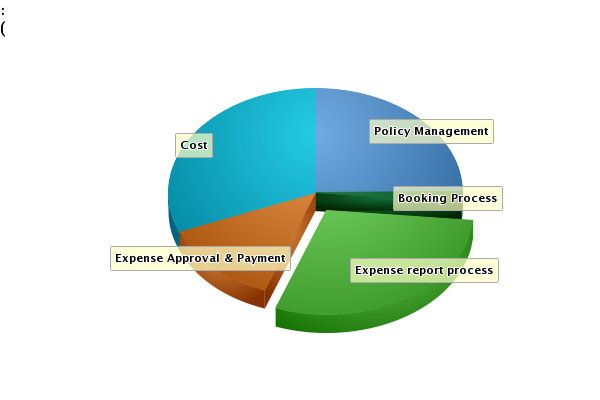 :
(
Policy Management
Cost
Booking Process
Expense Approval & Payment
Expense report process